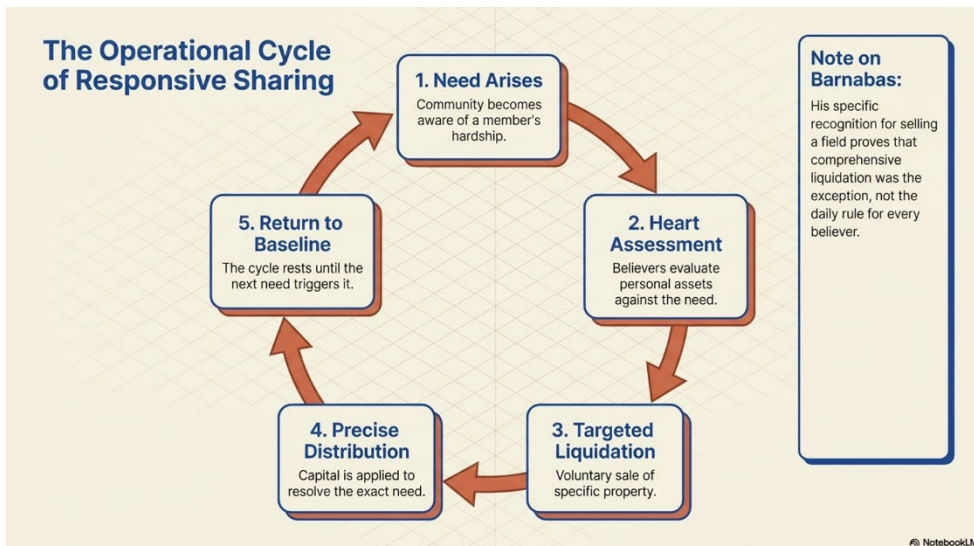 The Operational Cycle
of Responsive Sharing
1. Need Arises
Community becomes
aware of a member's
hardship.
2. Heart
Assessment
Believers evaluate
personal assets
against the need.
3. Targeted
Liquidation
Voluntary sale of
specific property.
4. Precise
Distribution
Capital is applied to
resolve the exact need.
5. Return to
Baseline
The cycle rests until the
next need triggers it.
Note on
Barnabas:
His specific
recognition for selling
a field proves that
comprehensive
liquidation was the
exception, not the
daily rule for every
believer.
NotebookLM